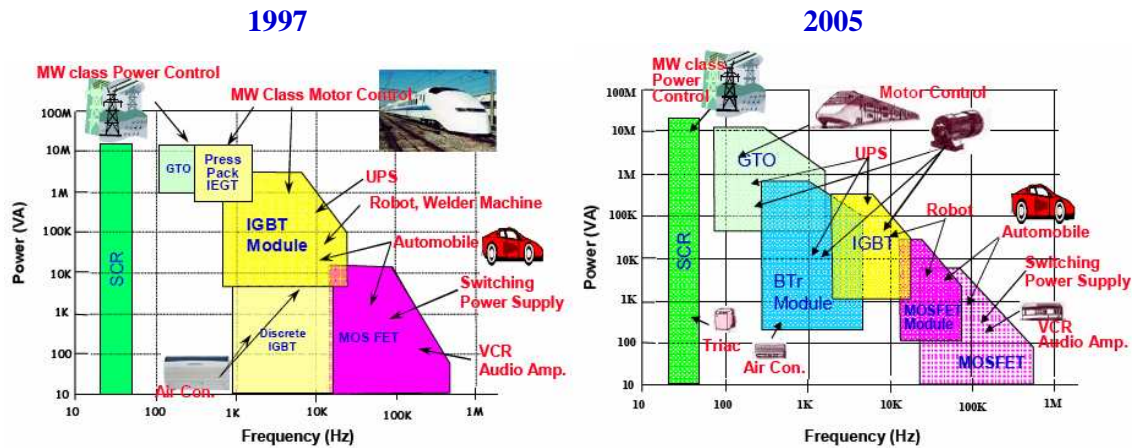 1997
MW class Power Control
MW Class Motor Control
100M
10M
1M
100K
10K
1K
100
10
Power (VA)
SCR
GTO
Press
Pack
IEGT
IGBT
Module
UPS
Robot, Welder Machine
Automobile
Switching
Power Supply
Discrete
IGBT
MOS FET
VCR
Audio Amp.
Air Con.
10
100
1K
10K
100K
1M
Frequency (Hz)
2005
MW class
Power
Control
Motor Control
100M
10M
1M
100K
10K
1K
100
10
Power (VA)
SCR
GTO
UPS
Robot
IGBT
Automobile
BTr
Module
Switching
Power Supply
MOSFET
Module
VCR
Audio Amp.
Triac
Air Con.
MOSFET
10
100
1K
10K
100K
1M
Frequency (Hz)